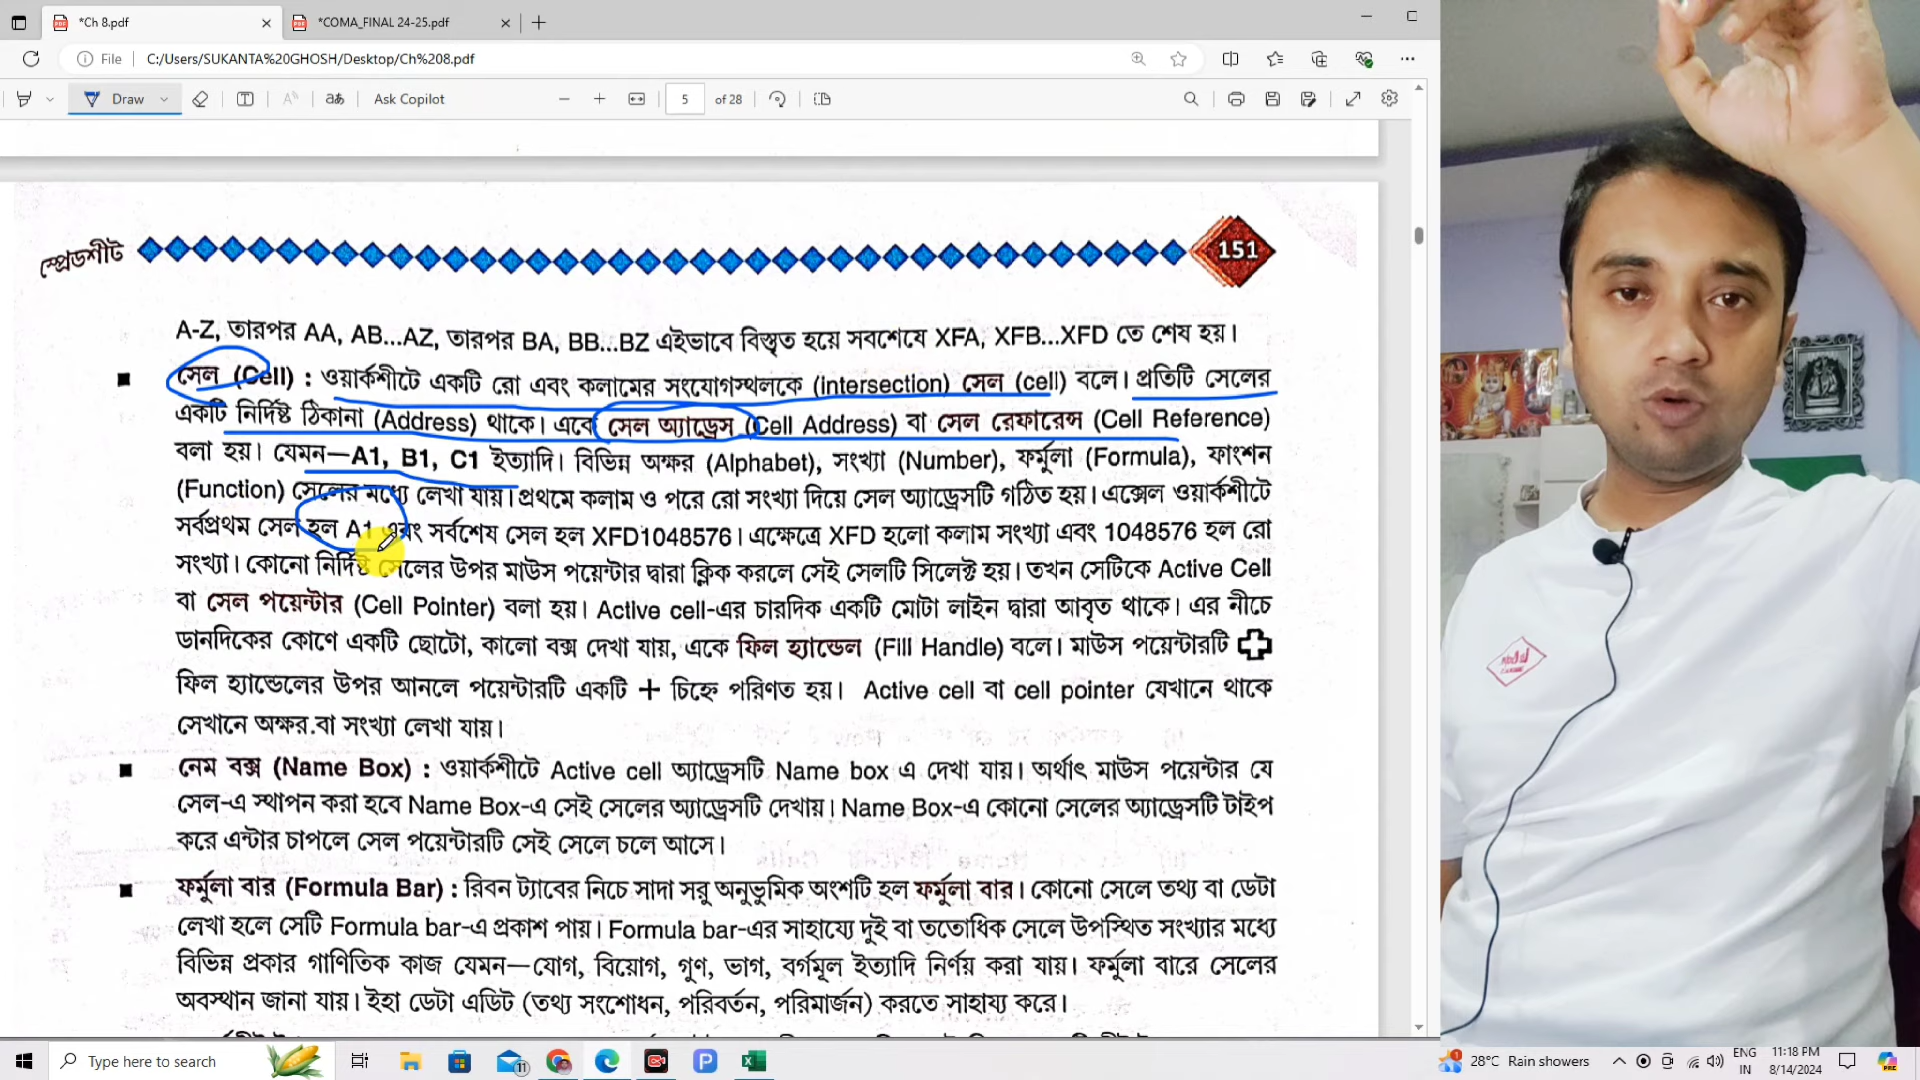 *Ch 8.pdf
*COMA_FINAL 24-25.pdf
File
C:/Users/SUKANTA%20GHOSH/Desktop/Ch%208.pdf
Draw
aあ
Ask Copilot
5
of 28
স্প্রেডশীট
151
A-Z, তারপর AA, AB...AZ, তারপর BA, BB...BZ এইভাবে বিস্তৃত হয়ে সবশেষে XFA, XFB...XFD তে শেষ হয়।
সেল (Cell) : ওয়ার্কশীটে একটি রো এবং কলামের সংযোগস্থলকে (intersection) সেল (cell) বলে। প্রতিটি সেলের
একটি নির্দিষ্ট ঠিকানা (Address) থাকে। একে সেল অ্যাড্রেস (Cell Address) বা সেল রেফারেন্স (Cell Reference)
বলা হয়। যেমন—A1, B1, C1 ইত্যাদি। বিভিন্ন অক্ষর (Alphabet), সংখ্যা (Number), ফর্মুলা (Formula), ফাংশন
(Function) সেলের মধ্যে লেখা যায়। প্রথমে কলাম ও পরে রো সংখ্যা দিয়ে সেল অ্যাড্রেসটি গঠিত হয়। এক্সেল ওয়ার্কশীটে
সর্বপ্রথম সেল হল A1 এবং সর্বশেষ সেল হল XFD1048576। এক্ষেত্রে XFD হলো কলাম সংখ্যা এবং 1048576 হল রো
সংখ্যা। কোনো নির্দিষ্ট সেলের উপর মাউস পয়েন্টার দ্বারা ক্লিক করলে সেই সেলটি সিলেক্ট হয়। তখন সেটিকে Active Cell
বা সেল পয়েন্টার (Cell Pointer) বলা হয়। Active cell-এর চারদিক একটি মোটা লাইন দ্বারা আবৃত থাকে। এর নীচে
ডানদিকের কোণে একটি ছোটো, কালো বক্স দেখা যায়, একে ফিল হ্যান্ডেল (Fill Handle) বলে। মাউস পয়েন্টারটি
ফিল হ্যান্ডেলের উপর আনলে পয়েন্টারটি একটি + চিহ্নে পরিণত হয়। Active cell বা cell pointer যেখানে থাকে
সেখানে অক্ষর বা সংখ্যা লেখা যায়।
নেম বক্স (Name Box) : ওয়ার্কশীটে Active cell অ্যাড্রেসটি Name box এ দেখা যায়। অর্থাৎ মাউস পয়েন্টার যে
সেল-এ স্থাপন করা হবে Name Box-এ সেই সেলের অ্যাড্রেসটি দেখায়। Name Box-এ কোনো সেলের অ্যাড্রেসটি টাইপ
করে এন্টার চাপলে সেল পয়েন্টারটি সেই সেলে চলে আসে।
ফর্মুলা বার (Formula Bar) : রিবন ট্যাবের নিচে সাদা সরু অনুভুমিক অংশটি হল ফর্মুলা বার। কোনো সেলে তথ্য বা ডেটা
লেখা হলে সেটি Formula bar-এ প্রকাশ পায়। Formula bar-এর সাহায্যে দুই বা ততোধিক সেলে উপস্থিত সংখ্যার মধ্যে
বিভিন্ন প্রকার গাণিতিক কাজ যেমন—যোগ, বিয়োগ, গুণ, ভাগ, বর্গমূল ইত্যাদি নির্ণয় করা যায়। ফর্মুলা বারে সেলের
অবস্থান জানা যায়। ইহা ডেটা এডিট (তথ্য সংশোধন, পরিবর্তন, পরিমার্জন) করতে সাহায্য করে।
Type here to search
11
28°C Rain showers
ENG
IN
11:18 PM
8/14/2024